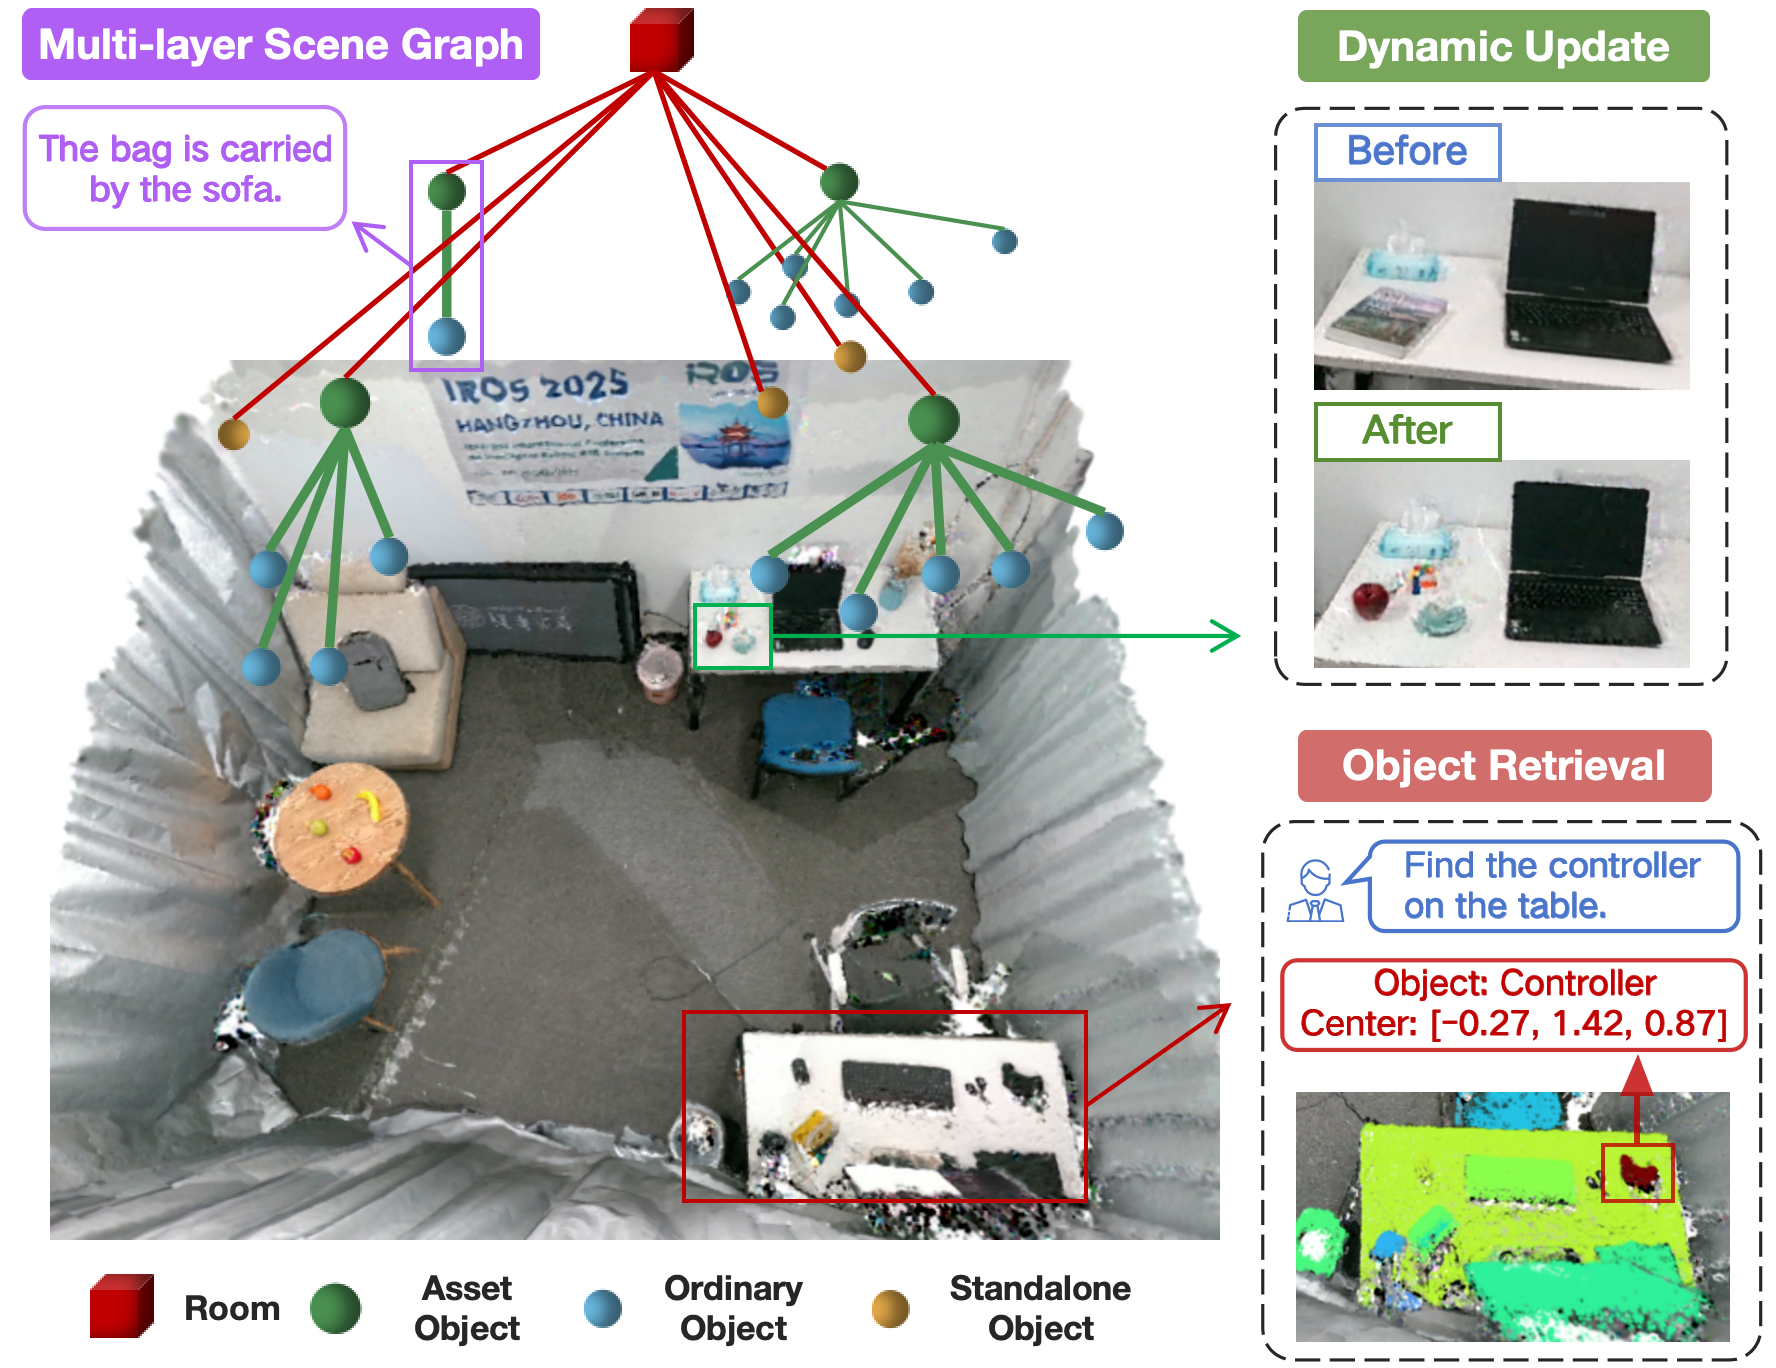 Multi-layer Scene Graph
The bag is carried
by the sofa.
IROS 2025
HANGZHOU, CHINA
IROS
Dynamic Update
Before
After
Object Retrieval
Find the controller
on the table.
Object: Controller
Center: [-0.27, 1.42, 0.87]
Room
Asset
Object
Ordinary
Object
Standalone
Object